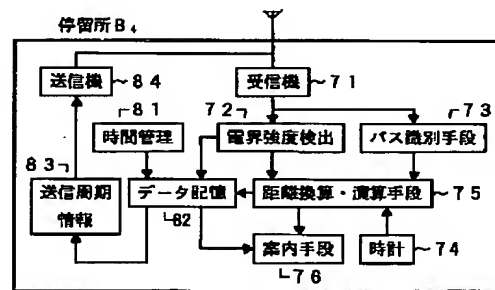 停留所B₄
送信機 84
受信機 71
81
72
73
時間管理
電界強度検出
バス識別手段
83
送信周期
情報
データ記憶
距離換算・演算手段 75
82
案内手段
時計 74
76